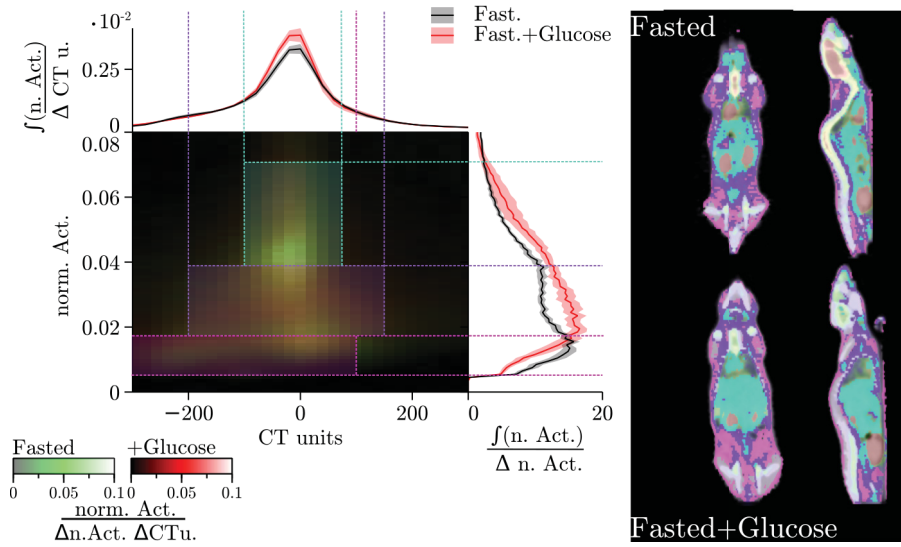 ·10⁻²
Fast.
Fast.+Glucose
∫(n. Act.)
Δ CT u.
0.25
0
0.08
0.06
0.04
0.02
0
norm. Act.
−200
0
200
CT units
0
20
∫(n. Act.)
Δ n. Act.
Fasted
+Glucose
0
0.05
0.1
0
0.05
0.1
norm. Act.
Δn.Act. ΔCTu.
Fasted
Fasted+Glucose